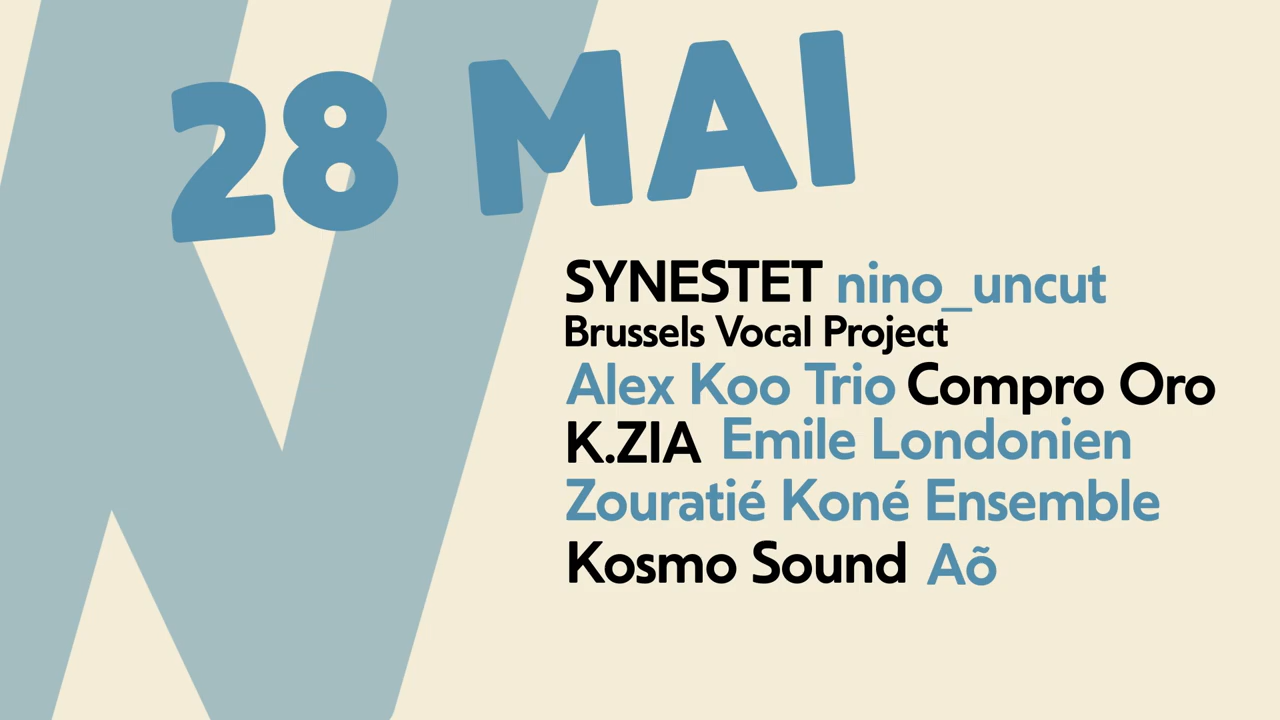 28 MAI
SYNESTET nino_uncut
Brussels Vocal Project
Alex Koo Trio Compro Oro
K.ZIA Emile Londonien
Zouratié Koné Ensemble
Kosmo Sound Aõ